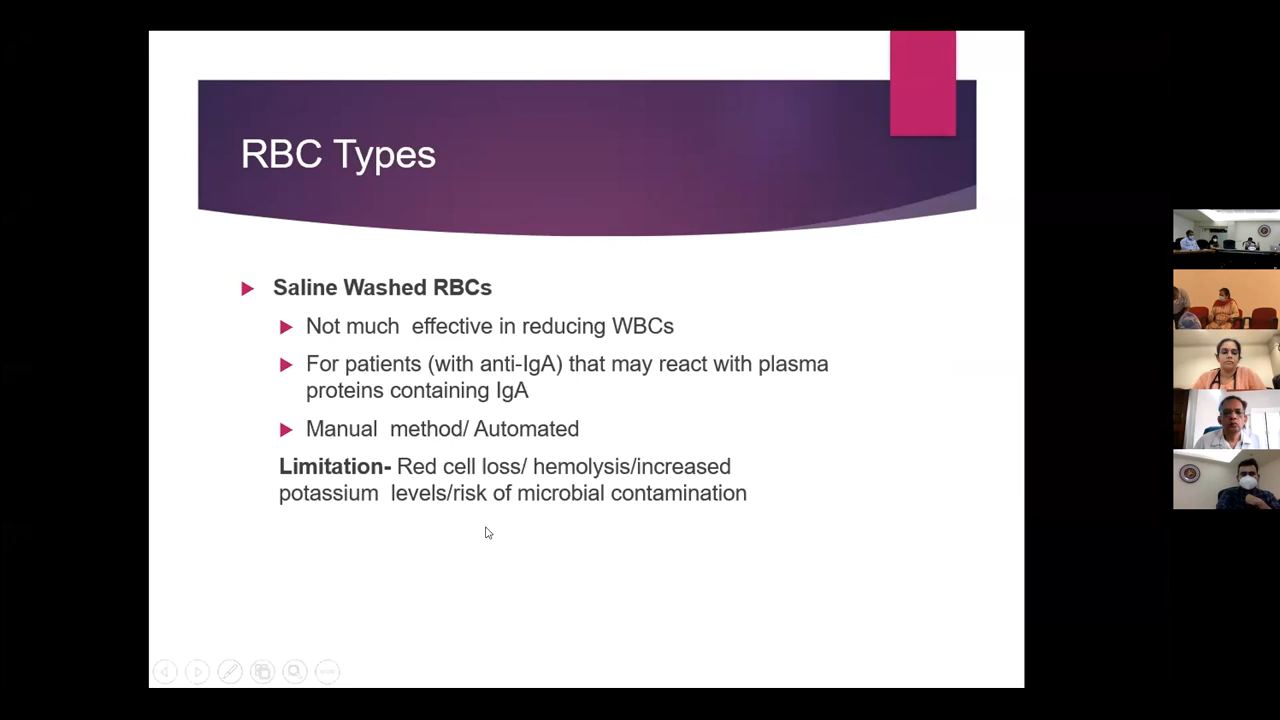 RBC Types
Saline Washed RBCs
Not much effective in reducing WBCs
For patients (with anti-IgA) that may react with plasma
proteins containing IgA
Manual method/ Automated
Limitation- Red cell loss/ hemolysis/increased
potassium levels/risk of microbial contamination